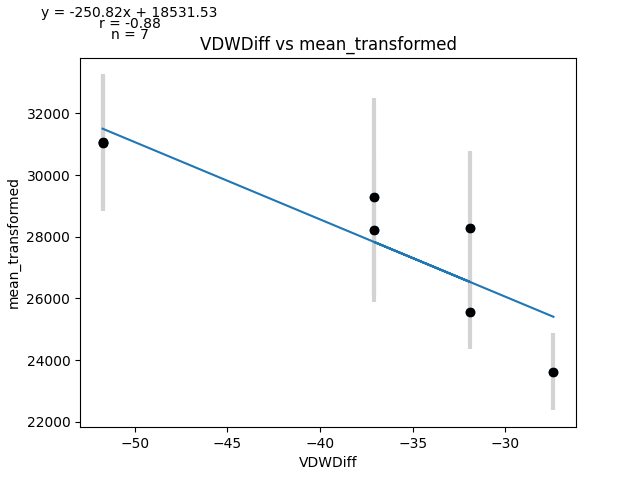 y = -250.82x + 18531.53
r = -0.88
n = 7
VDWDiff vs mean_transformed
32000
30000
28000
26000
24000
22000
mean_transformed
−50
−45
−40
−35
−30
VDWDiff